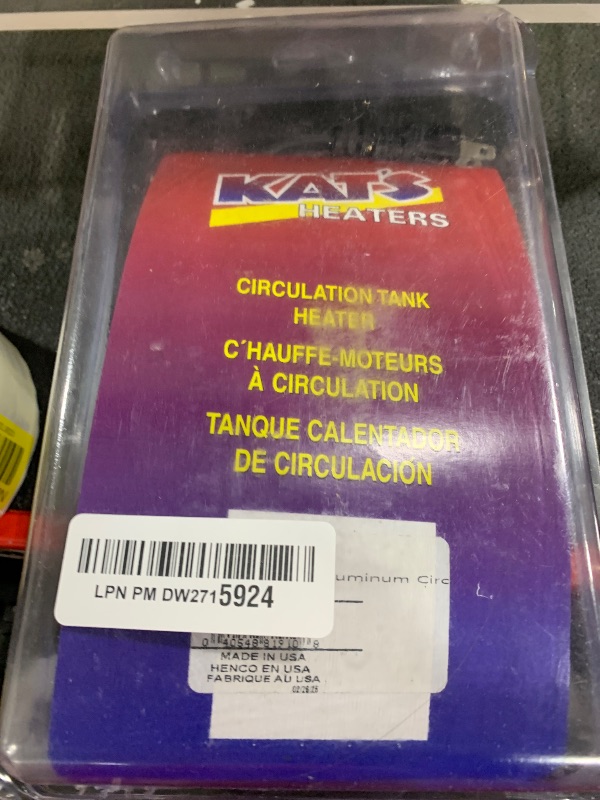 KAT'S
HEATERS
CIRCULATION TANK
HEATER
C´HAUFFE-MOTEURS
À CIRCULATION
TANQUE CALENTADOR
DE CIRCULACION
LPN PM DW2715924
uminum Circ
MADE IN USA
HENCO EN USA
FABRIQUE AU USA